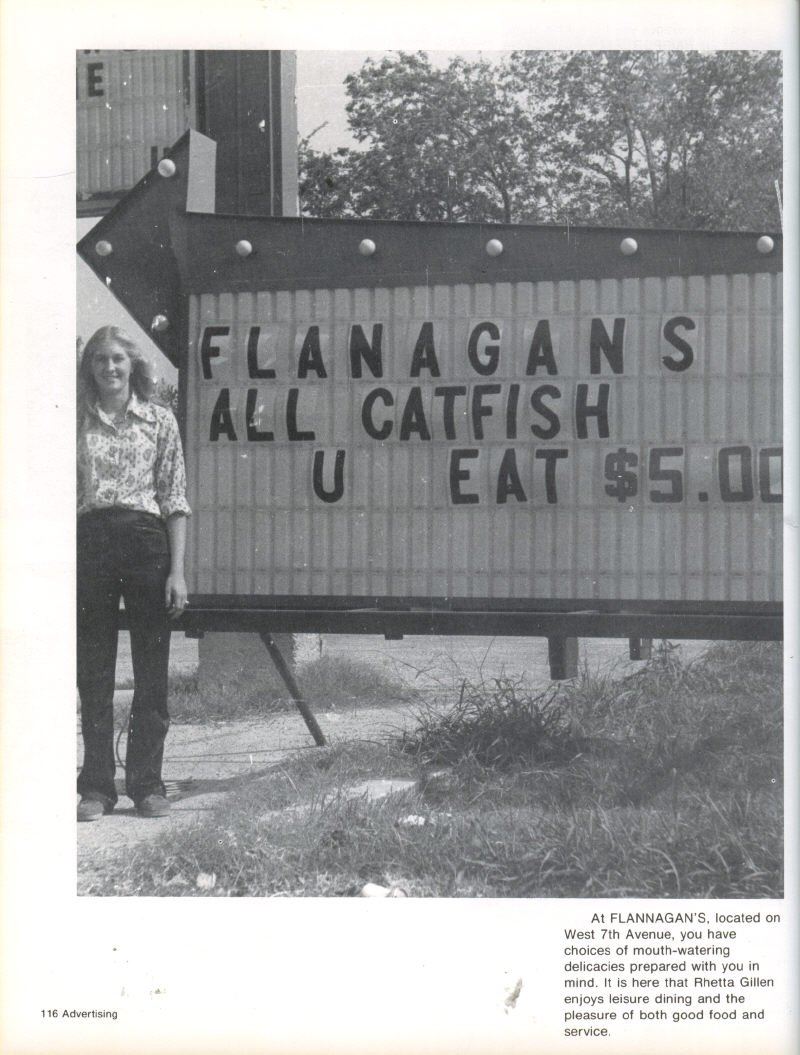 E
FLANAGANS
ALL CATFISH
U EAT $5.00
At FLANNAGAN'S, located on
West 7th Avenue, you have
choices of mouth-watering
delicacies prepared with you in
mind. It is here that Rhetta Gillen
enjoys leisure dining and the
pleasure of both good food and
service.
116 Advertising